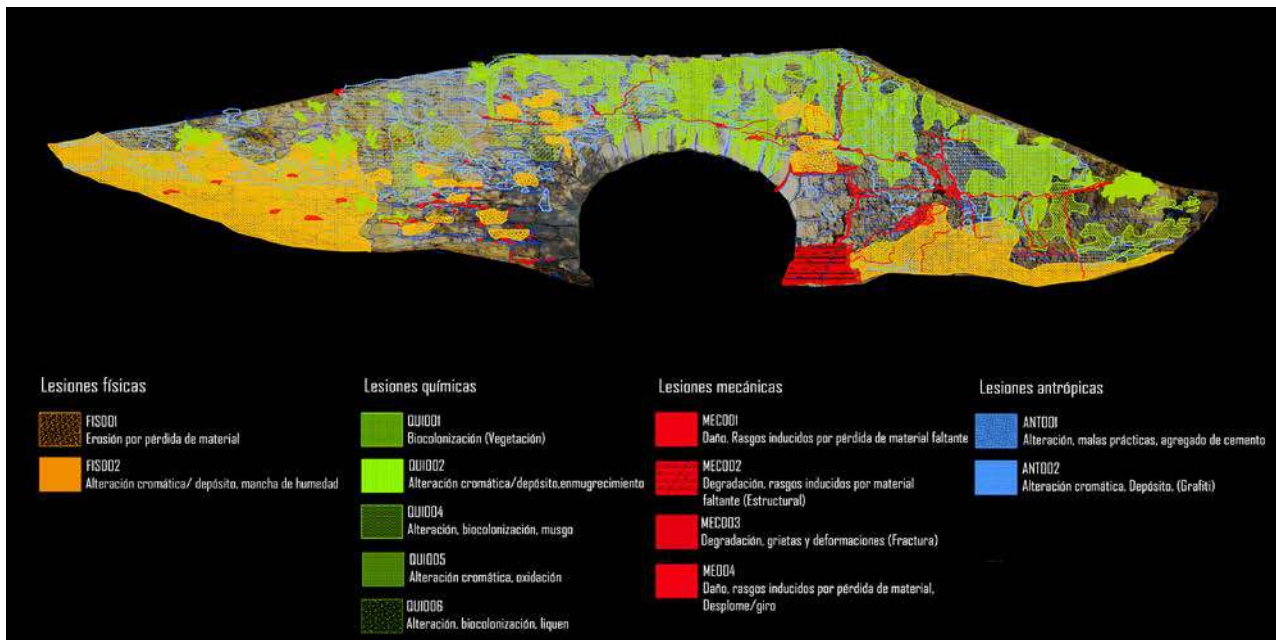 Lesiones físicas
FIS001
Erosión por pérdida de material
FIS002
Alteración cromática/ depósito, mancha de humedad
Lesiones químicas
QUI001
Biocolonización (Vegetación)
QUI002
Alteración cromática/depósito,enmugrecimiento
QUI004
Alteración, biocolonización, musgo
QUI005
Alteración cromática, oxidación
QUI006
Alteración, biocolonización, liquen
Lesiones mecánicas
MEC001
Daño, Rasgos inducidos por pérdida de material faltante
MEC002
Degradación, rasgos inducidos por material
faltante (Estructural)
MEC003
Degradación, grietas y deformaciones (Fractura)
ME004
Daño, rasgos inducidos por pérdida de material,
Desplome/giro
Lesiones antrópicas
ANT001
Alteración, malas prácticas, agregado de cemento
ANT002
Alteración cromática, Depósito, (Grafiti)